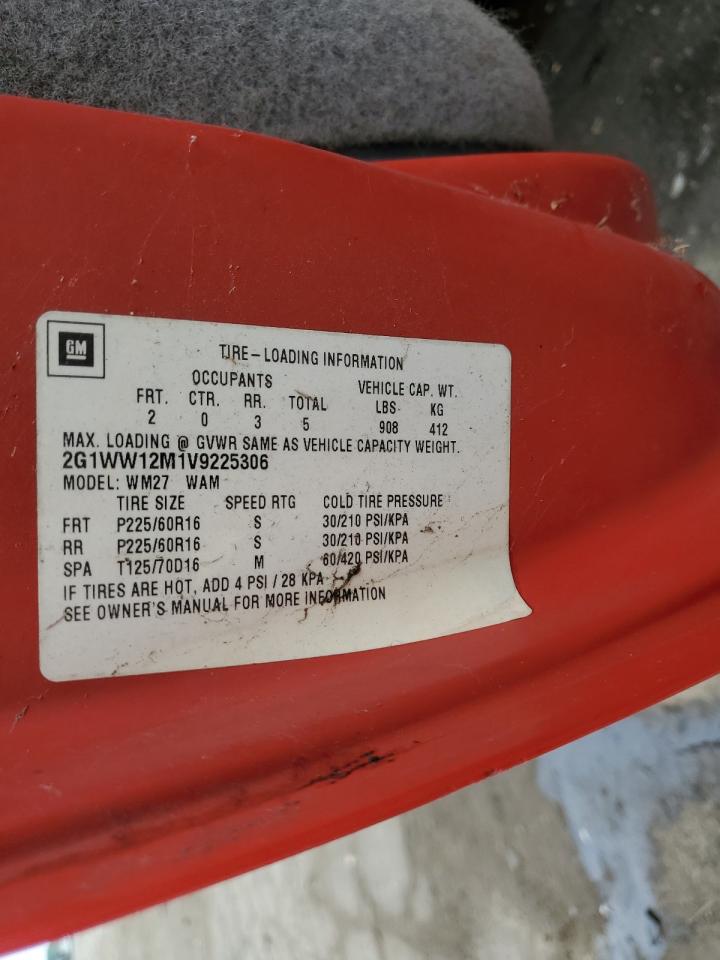 GM
TIRE-LOADING INFORMATION
OCCUPANTS VEHICLE CAP. WT.
FRT. CTR. RR. TOTAL LBS KG
2 0 3 5 908 412
MAX. LOADING @ GVWR SAME AS VEHICLE CAPACITY WEIGHT.
2G1WW12M1V9225306
MODEL: WM27 WAM
TIRE SIZE SPEED RTG COLD TIRE PRESSURE
FRT P225/60R16 S 30/210 PSI/KPA
RR P225/60R16 S 30/210 PSI/KPA
SPA T125/70D16 M 60/420 PSI/KPA
IF TIRES ARE HOT, ADD 4 PSI / 28 KPA
SEE OWNER'S MANUAL FOR MORE INFORMATION